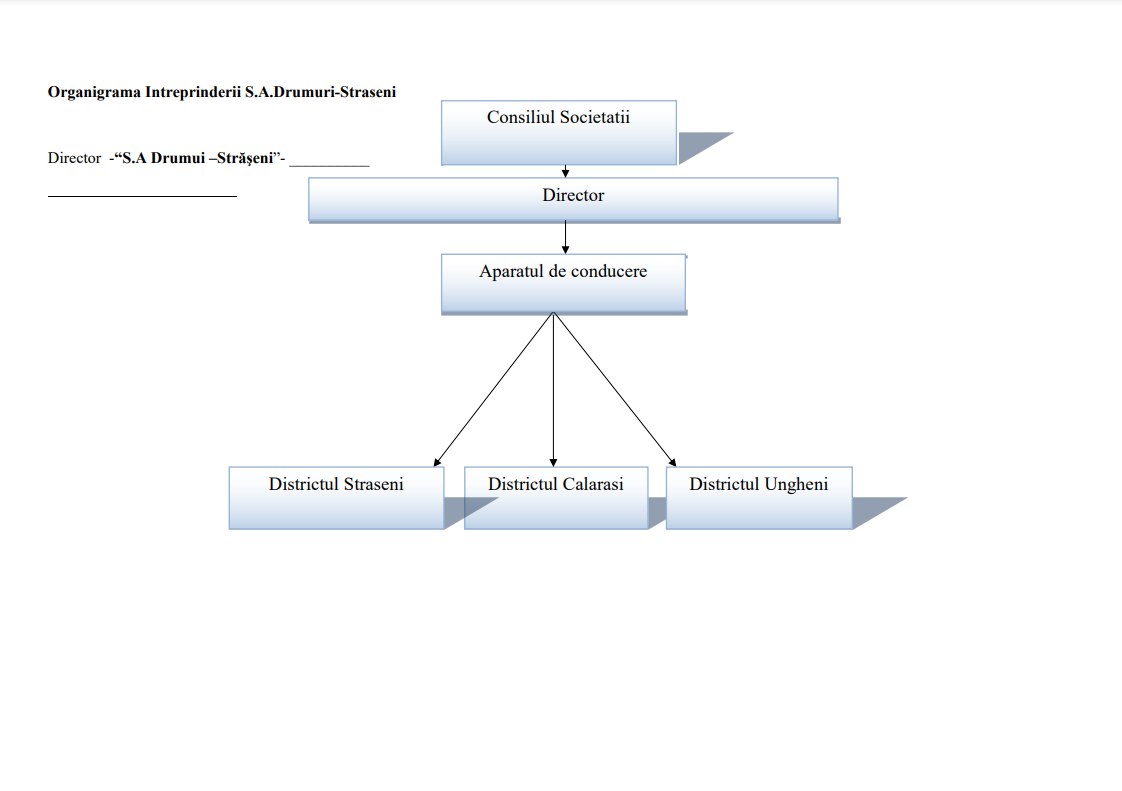 Organigrama Intreprinderii S.A.Drumuri-Straseni
Consiliul Societatii
Director -“S.A Drumui –Strășeni”- __________
Director
Aparatul de conducere
Districtul Straseni
Districtul Calarasi
Districtul Ungheni